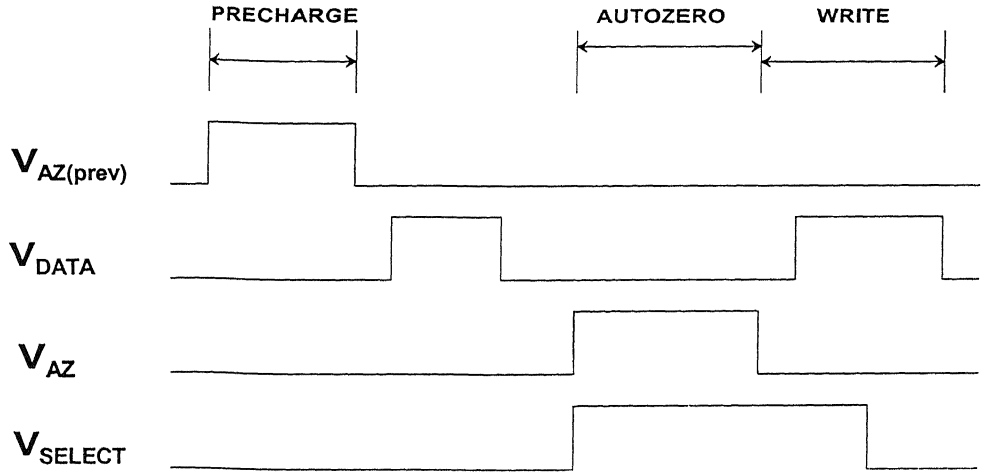 PRECHARGE AUTOZERO WRITE
VAZ(prev)
VDATA
VAZ
VSELECT